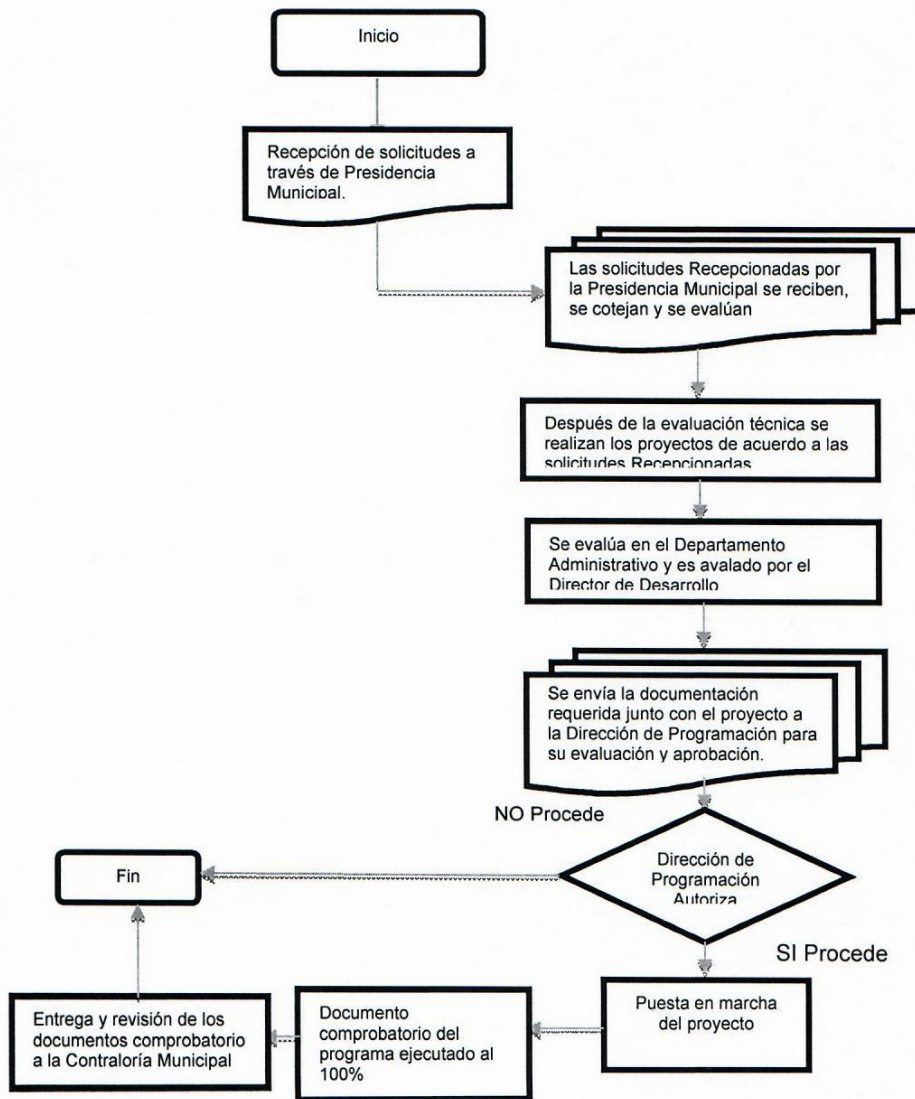 Inicio
Recepción de solicitudes a
través de Presidencia
Municipal.
Las solicitudes Recepcionadas por
la Presidencia Municipal se reciben,
se cotejan y se evalúan
Después de la evaluación técnica se
realizan los proyectos de acuerdo a las
solicitudes Recepcionadas
Se evalúa en el Departamento
Administrativo y es avalado por el
Director de Desarrollo
Se envía la documentación
requerida junto con el proyecto a
la Dirección de Programación para
su evaluación y aprobación.
NO Procede
Dirección de
Programación
Autoriza
Fin
SI Procede
Puesta en marcha
del proyecto
Documento
comprobatorio del
programa ejecutado al
100%
Entrega y revisión de los
documentos comprobatorio
a la Contraloría Municipal